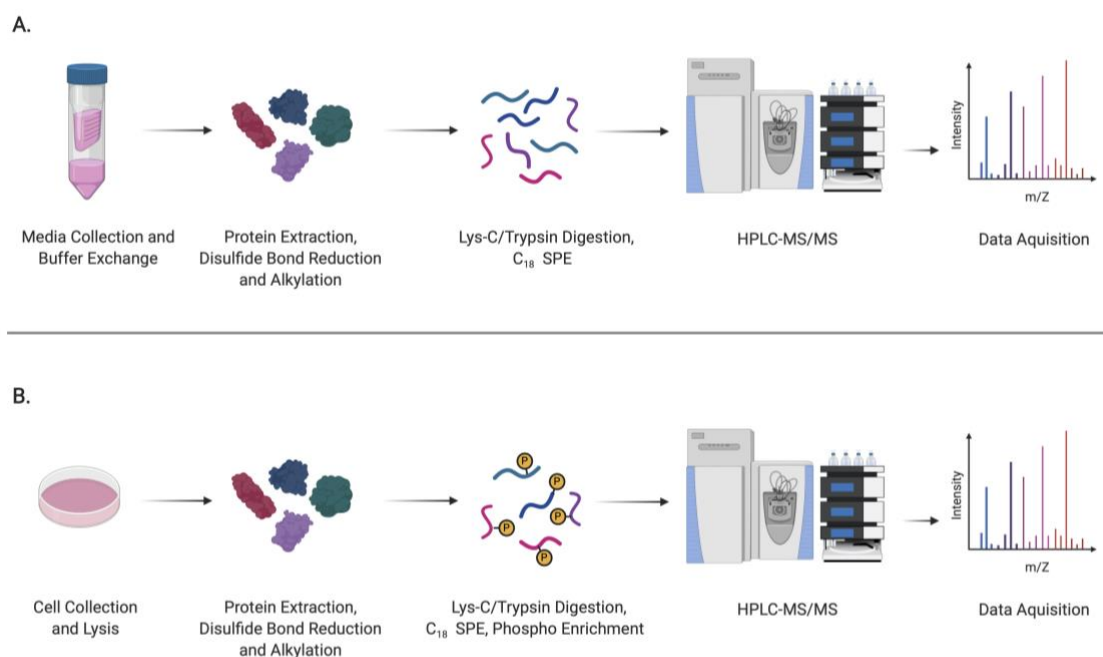 A.
Intensity
m/Z
Media Collection and
Buffer Exchange
Protein Extraction,
Disulfide Bond Reduction
and Alkylation
Lys-C/Trypsin Digestion,
C₁₈ SPE
HPLC-MS/MS
Data Aquisition
B.
P
P
P
P
P
Intensity
m/Z
Cell Collection
and Lysis
Protein Extraction,
Disulfide Bond Reduction
and Alkylation
Lys-C/Trypsin Digestion,
C₁₈ SPE, Phospho Enrichment
HPLC-MS/MS
Data Aquisition